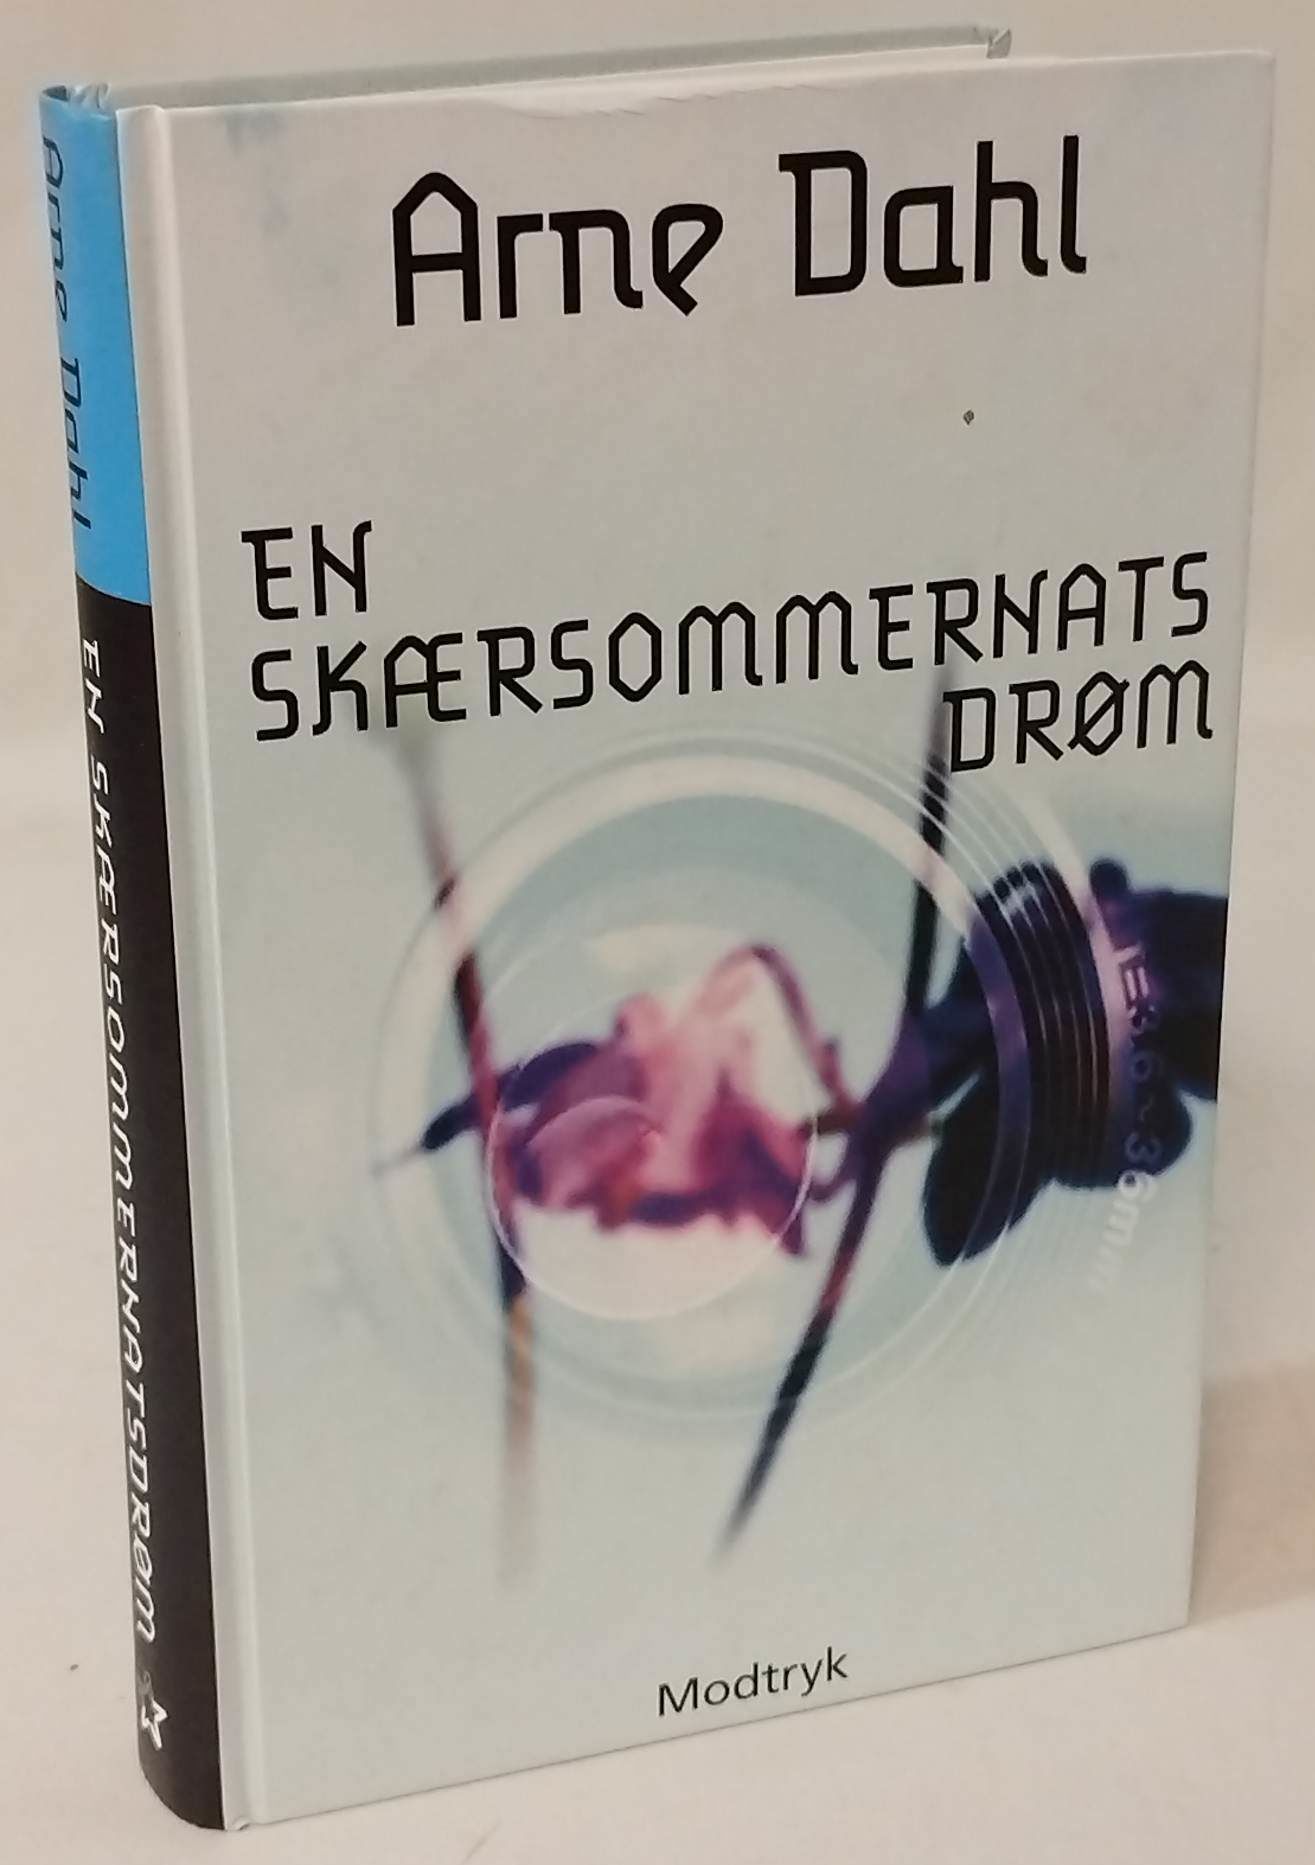 Arne Dahl
EN
SKÆRSOMMERNATS
DRØM
Modtryk
Arne Dahl
EN SKÆRSOMMERNATSDRØM